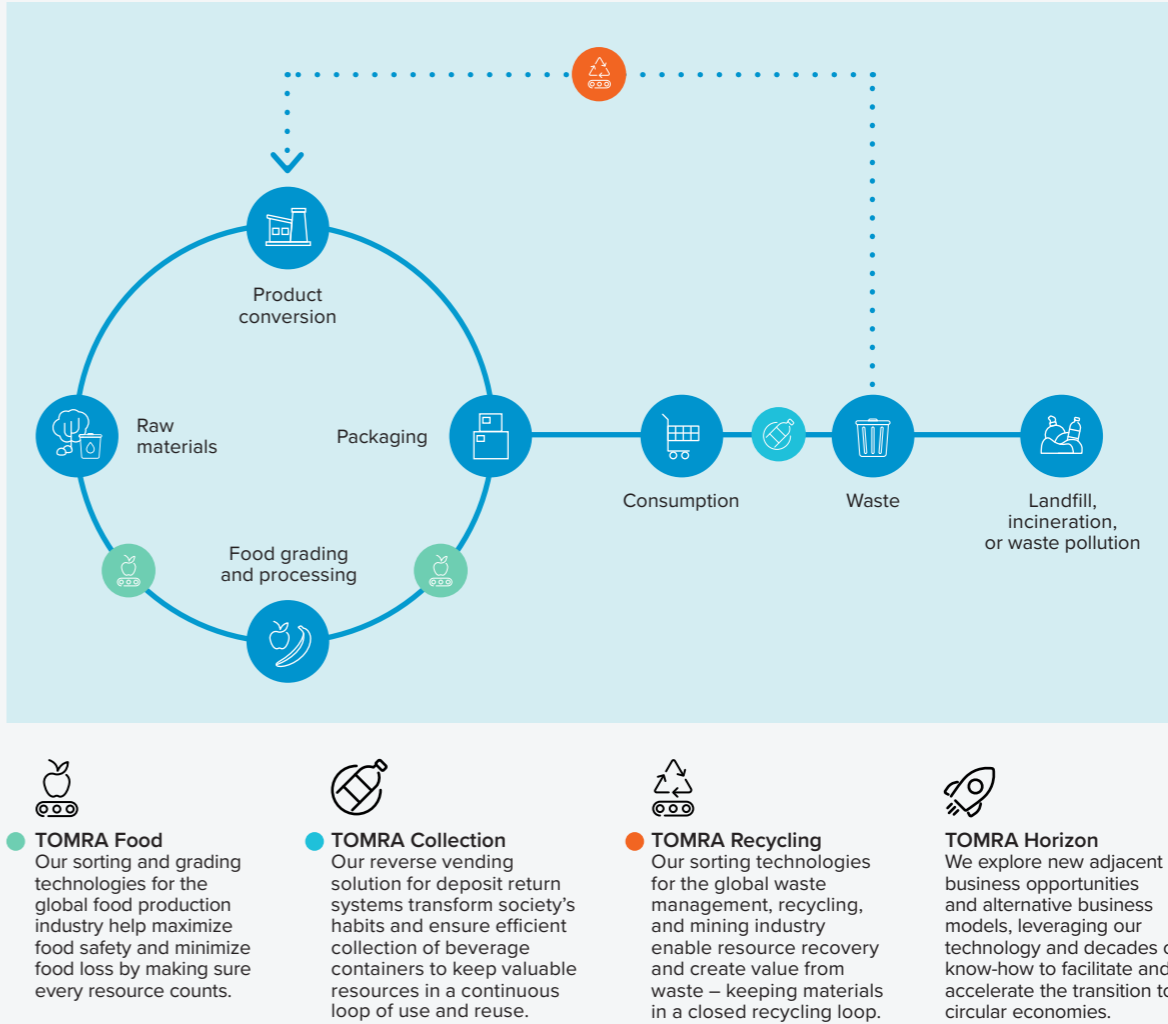 Product
conversion
Raw
materials
Packaging
Consumption
Waste
Landfill,
incineration,
or waste pollution
Food grading
and processing
TOMRA Food
Our sorting and grading
technologies for the
global food production
industry help maximize
food safety and minimize
food loss by making sure
every resource counts.
TOMRA Collection
Our reverse vending
solution for deposit return
systems transform society’s
habits and ensure efficient
collection of beverage
containers to keep valuable
resources in a continuous
loop of use and reuse.
TOMRA Recycling
Our sorting technologies
for the global waste
management, recycling,
and mining industry
enable resource recovery
and create value from
waste – keeping materials
in a closed recycling loop.
TOMRA Horizon
We explore new adjacent
business opportunities
and alternative business
models, leveraging our
technology and decades
know-how to facilitate and
accelerate the transition to
circular economies.